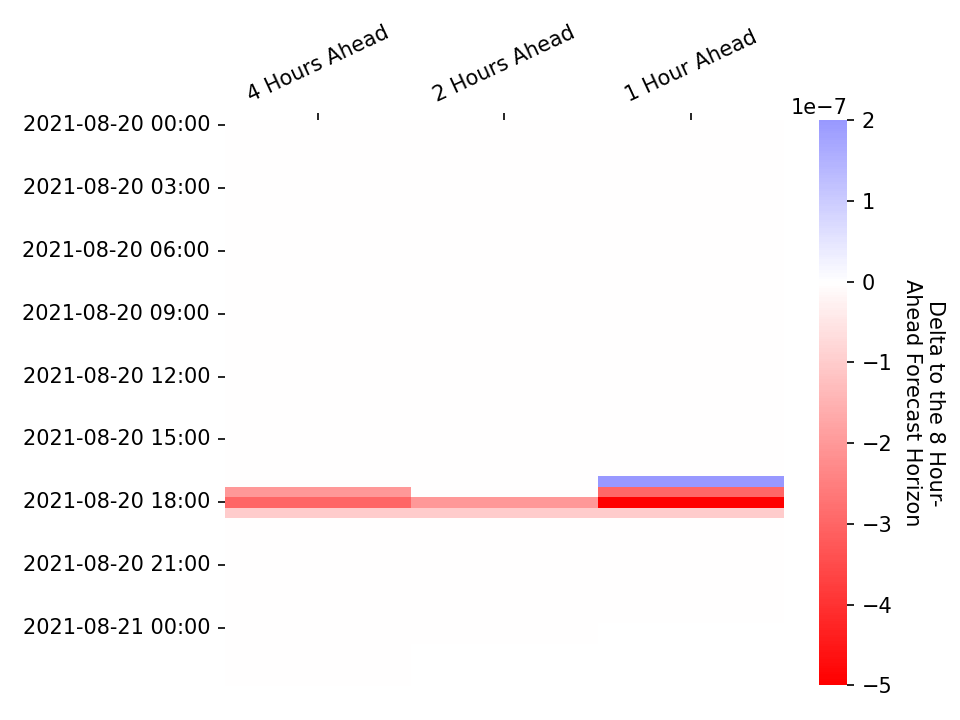 4 Hours Ahead
2 Hours Ahead
1 Hour Ahead
2021-08-20 00:00
2021-08-20 03:00
2021-08-20 06:00
2021-08-20 09:00
2021-08-20 12:00
2021-08-20 15:00
2021-08-20 18:00
2021-08-20 21:00
2021-08-21 00:00
1e−7
2
1
0
−1
−2
−3
−4
−5
Delta to the 8 Hour-
Ahead Forecast Horizon